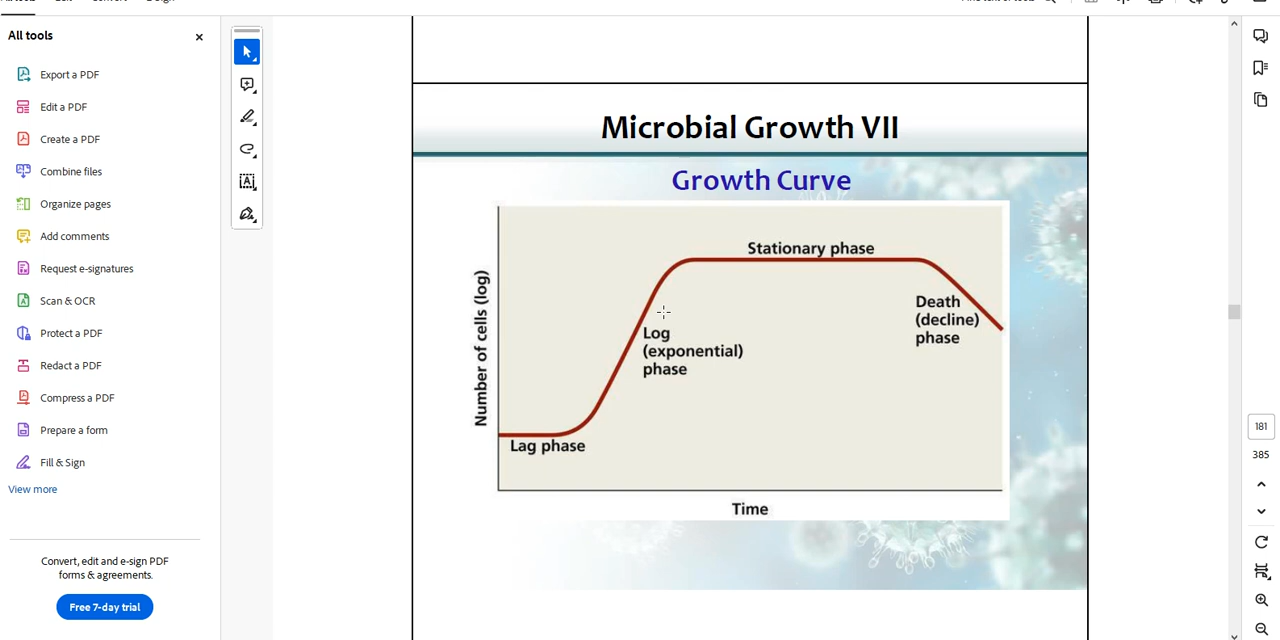 All tools
Export a PDF
Edit a PDF
Create a PDF
Combine files
Organize pages
Add comments
Request e-signatures
Scan & OCR
Protect a PDF
Redact a PDF
Compress a PDF
Prepare a form
Fill & Sign
View more
Convert, edit and e-sign PDF
forms & agreements.
Free 7-day trial
Microbial Growth VII
Growth Curve
Number of cells (log)
Stationary phase
Death
(decline)
phase
Log
(exponential)
phase
Lag phase
Time
181
385